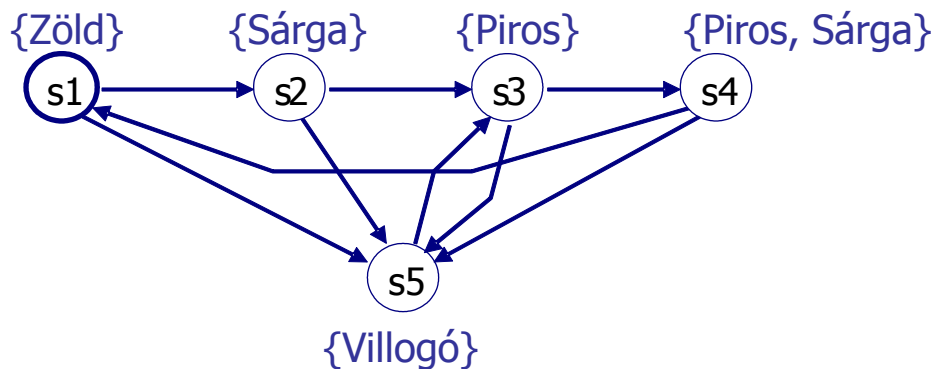 {Zöld} {Sárga} {Piros} {Piros, Sárga}
s1 s2 s3 s4
s5
{Villogó}